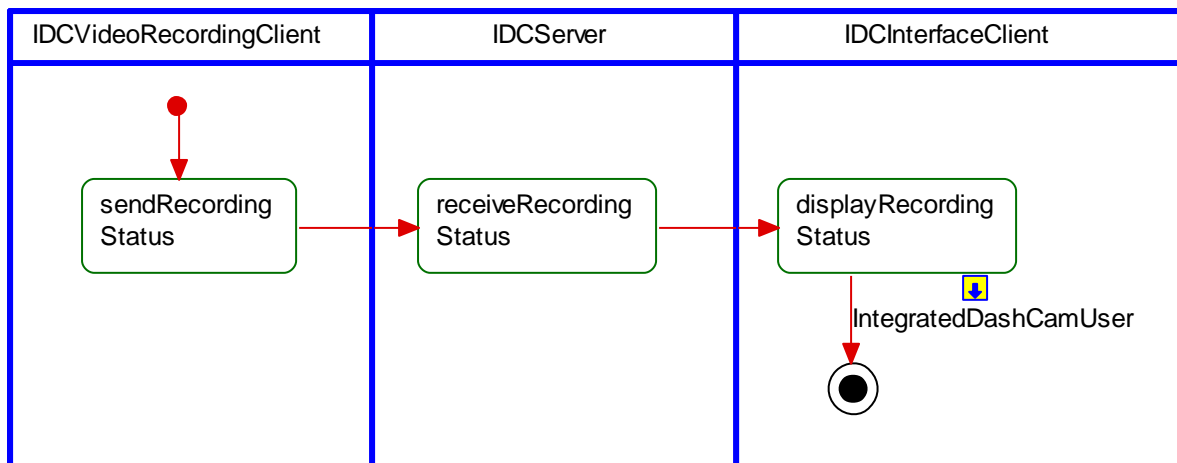 IDCVideoRecordingClient
IDCServer
IDCInterfaceClient
sendRecording
Status
receiveRecording
Status
displayRecording
Status
IntegratedDashCamUser